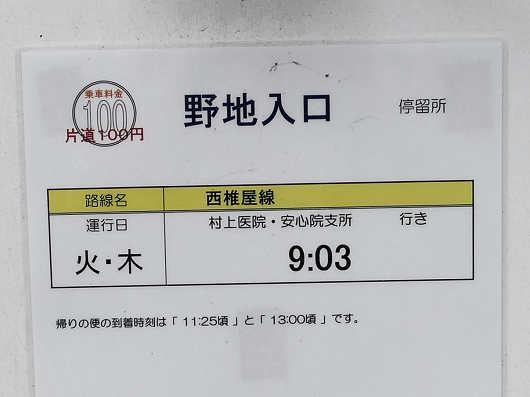 乗車料金
100
片道100円
野地入口 停留所
路線名 西椎屋線
運行日 村上医院・安心院支所 行き
火・木 9:03
帰りの便の到着時刻は「 11:25頃 」と「 13:00頃 」です。